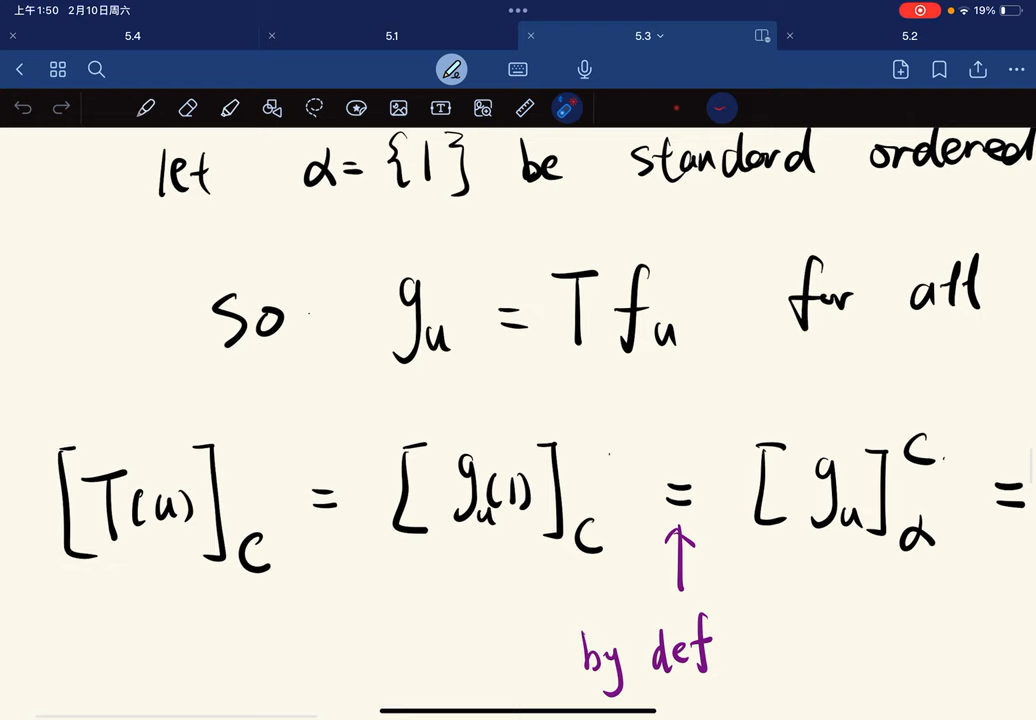 上午1:50 2月10日周六 19%
5.4 5.1 5.3 5.2
let α = {1} be standard ordered
so g_u = T f_u for all
[T(u)]_C = [g_u(1)]_C = [g_u]_α^C =
by def